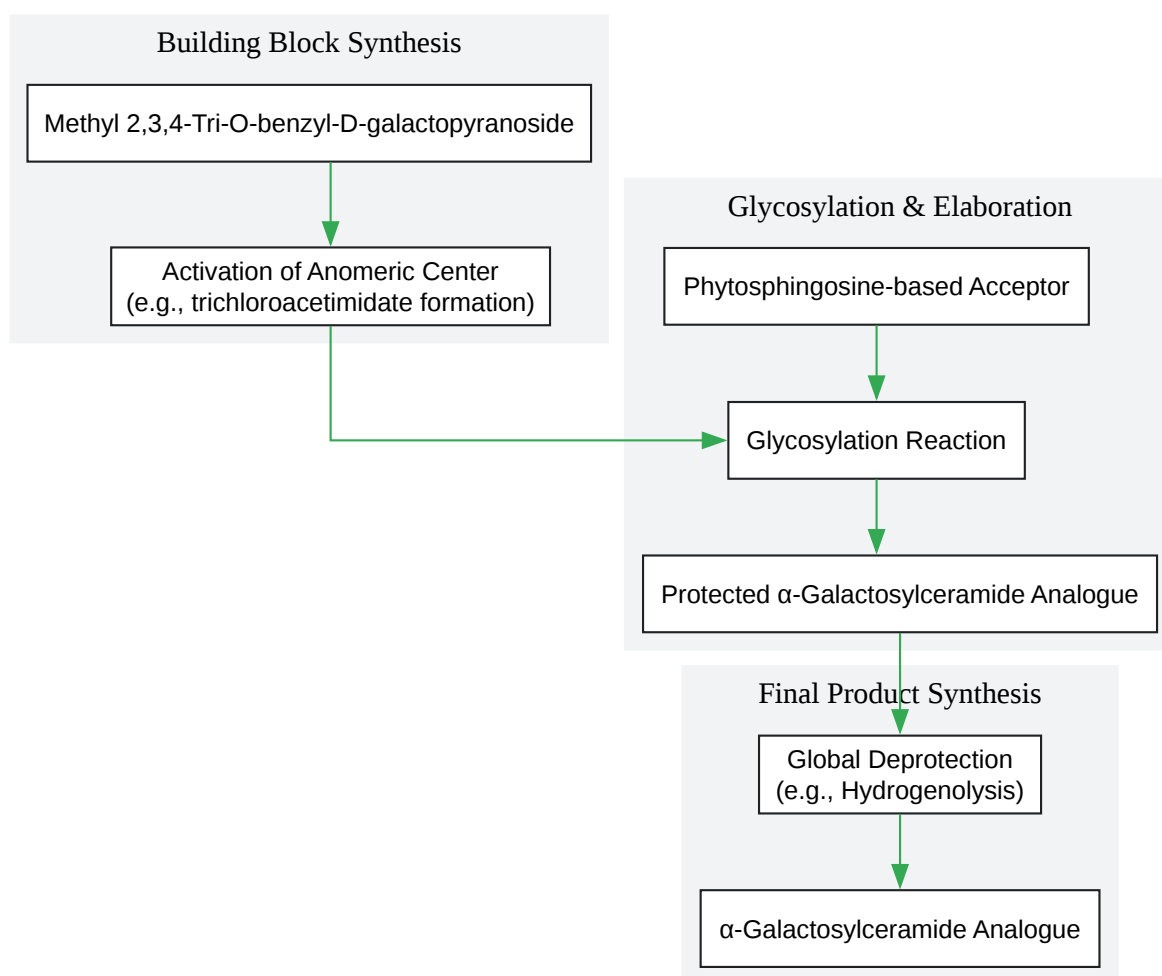 Building Block Synthesis
Methyl 2,3,4-Tri-O-benzyl-D-galactopyranoside
Activation of Anomeric Center
(e.g., trichloroacetimidate formation)
Glycosylation & Elaboration
Phytosphingosine-based Acceptor
Glycosylation Reaction
Protected α-Galactosylceramide Analogue
Final Product Synthesis
Global Deprotection
(e.g., Hydrogenolysis)
α-Galactosylceramide Analogue